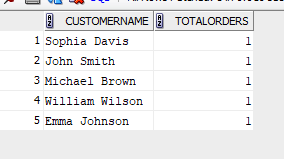 CUSTOMERNAME TOTALORDERS
1 Sophia Davis 1
2 John Smith 1
3 Michael Brown 1
4 William Wilson 1
5 Emma Johnson 1